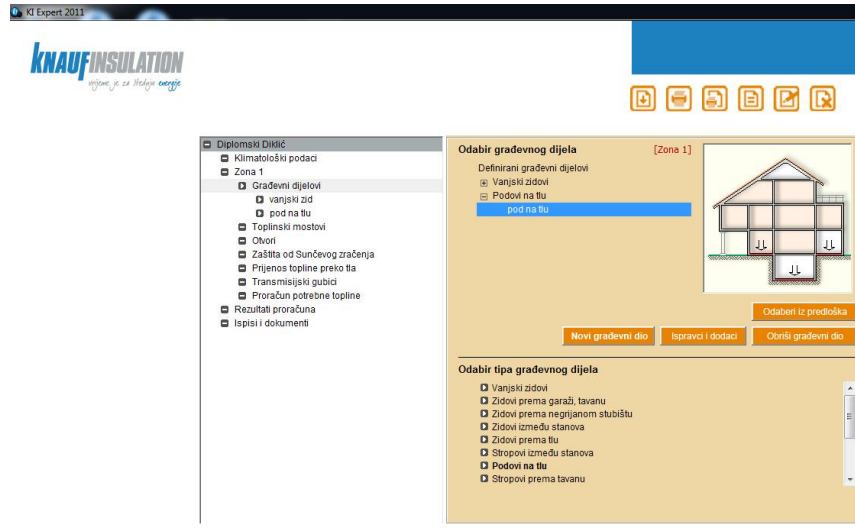 KI Expert 2011
KNAUFINSULATION
vrijeme je za štednju energije
Diplomski Diklić
Klimatološki podaci
Zona 1
Građevni dijelovi
vanjski zid
pod na tlu
Toplinski mostovi
Otvori
Zaštita od Sunčevog zračenja
Prijenos topline preko tla
Transmisijski gubici
Proračun potrebne topline
Rezultati proračuna
Ispisi i dokumenti
Odabir građevnog dijela [Zona 1]
Definirani građevni dijelovi
Vanjski zidovi
Podovi na tlu
pod na tlu
Odaberi iz predloška
Novi građevni dio Ispravci i dodaci Obriši građevni dio
Odabir tipa građevnog dijela
Vanjski zidovi
Zidovi prema garaži, tavanu
Zidovi prema negrijanom stubištu
Zidovi između stanova
Zidovi prema tlu
Stropovi između stanova
Podovi na tlu
Stropovi prema tavanu